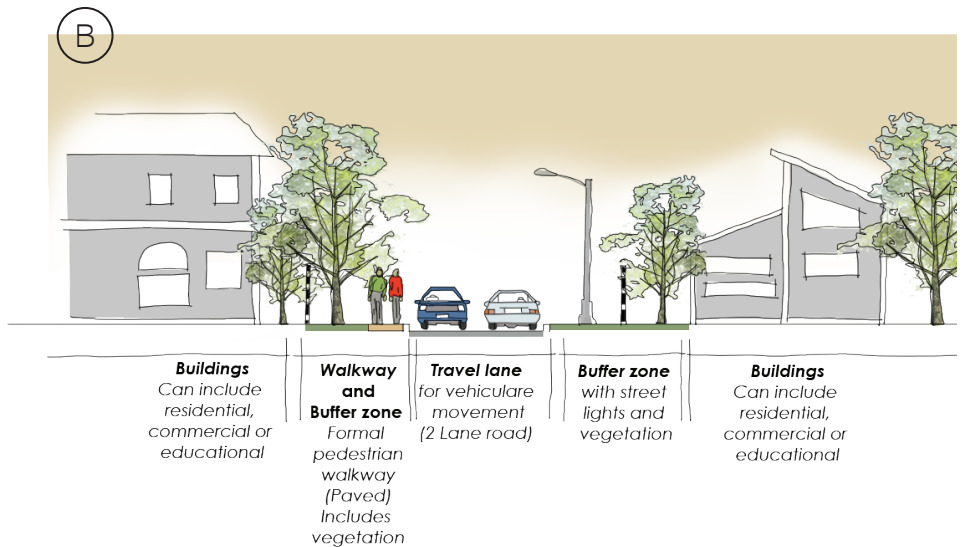 B
Buildings
Can include
residential,
commercial or
educational
Walkway
and
Buffer zone
Formal
pedestrian
walkway
(Paved)
Includes
vegetation
Travel lane
for vehiculare
movement
(2 Lane road)
Buffer zone
with street
lights and
vegetation
Buildings
Can include
residential,
commercial or
educational